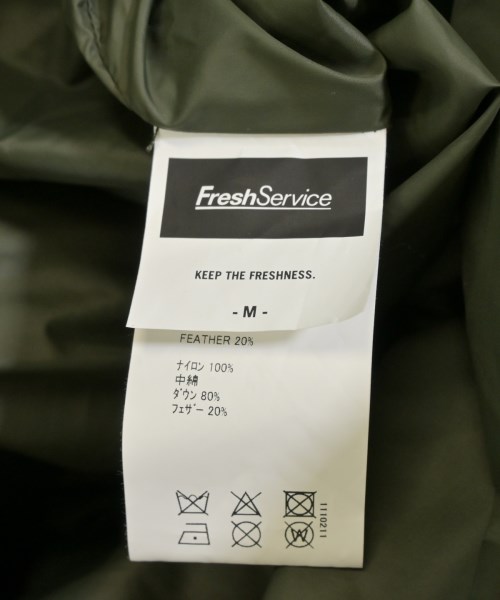 FreshService
KEEP THE FRESHNESS.
- M -
FEATHER 20%
ナイロン 100%
中綿
ダウン 80%
フェザー 20%
W
1110211